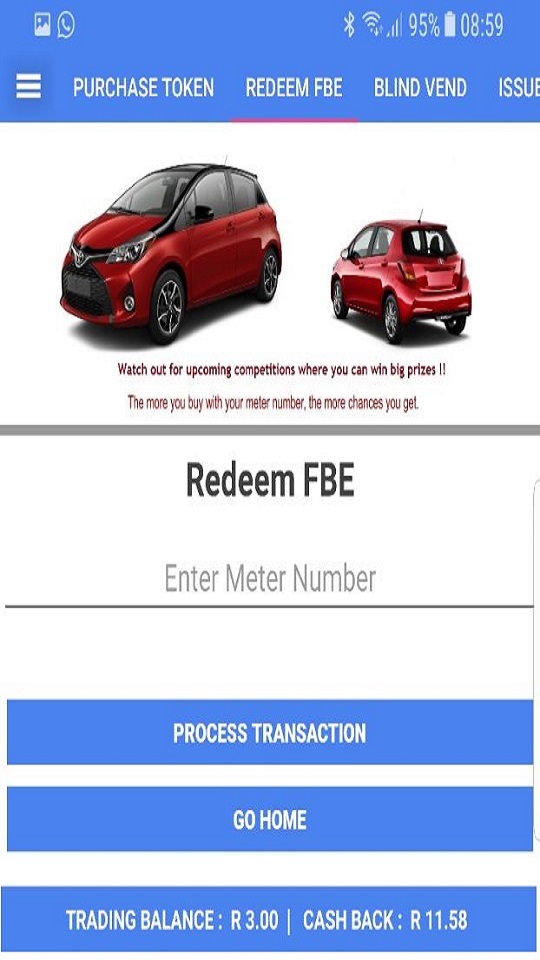 95% 08:59
PURCHASE TOKEN REDEEM FBE BLIND VEND ISSUE
Watch out for upcoming competitions where you can win big prizes !!
The more you buy with your meter number, the more chances you get.
Redeem FBE
Enter Meter Number
PROCESS TRANSACTION
GO HOME
TRADING BALANCE : R 3.00 | CASH BACK : R 11.58